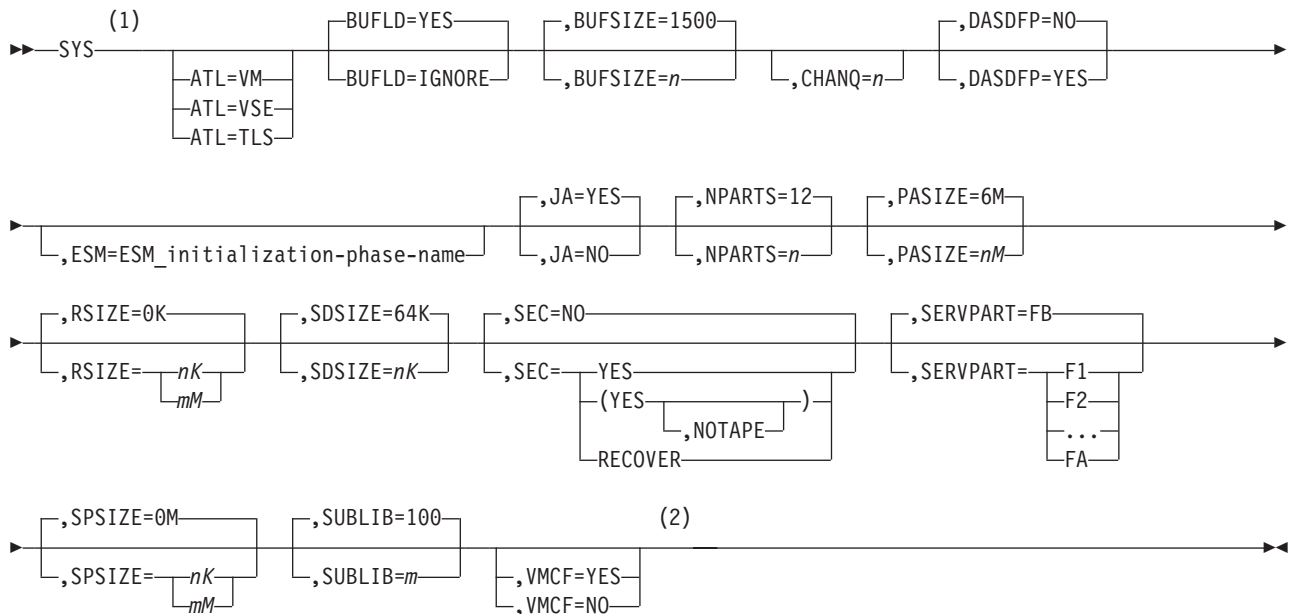 (1) BUFLD=YES ,BUFSIZE=1500 ,DASDFP=NO
SYS
ATL=VM BUFLD=IGNORE ,BUFSIZE=n ,CHANQ=n ,DASDFP=YES
ATL=VSE
ATL=TLS
,JA=YES ,NPARTS=12 ,PASIZE=6M
,ESM=ESM_initialization-phase-name ,JA=NO ,NPARTS=n ,PASIZE=nM
,RSIZE=0K ,SDSIZE=64K ,SEC=NO ,SERVPART=FB
,RSIZE= nK ,SDSIZE=nK ,SEC= YES ,SERVPART= F1
mM (YES ) F2
,NOTAPE ...
RECOVER FA
,SPSIZE=0M ,SUBLIB=100 (2)
,SPSIZE= nK ,SUBLIB=m ,VMCF=YES
mM ,VMCF=NO